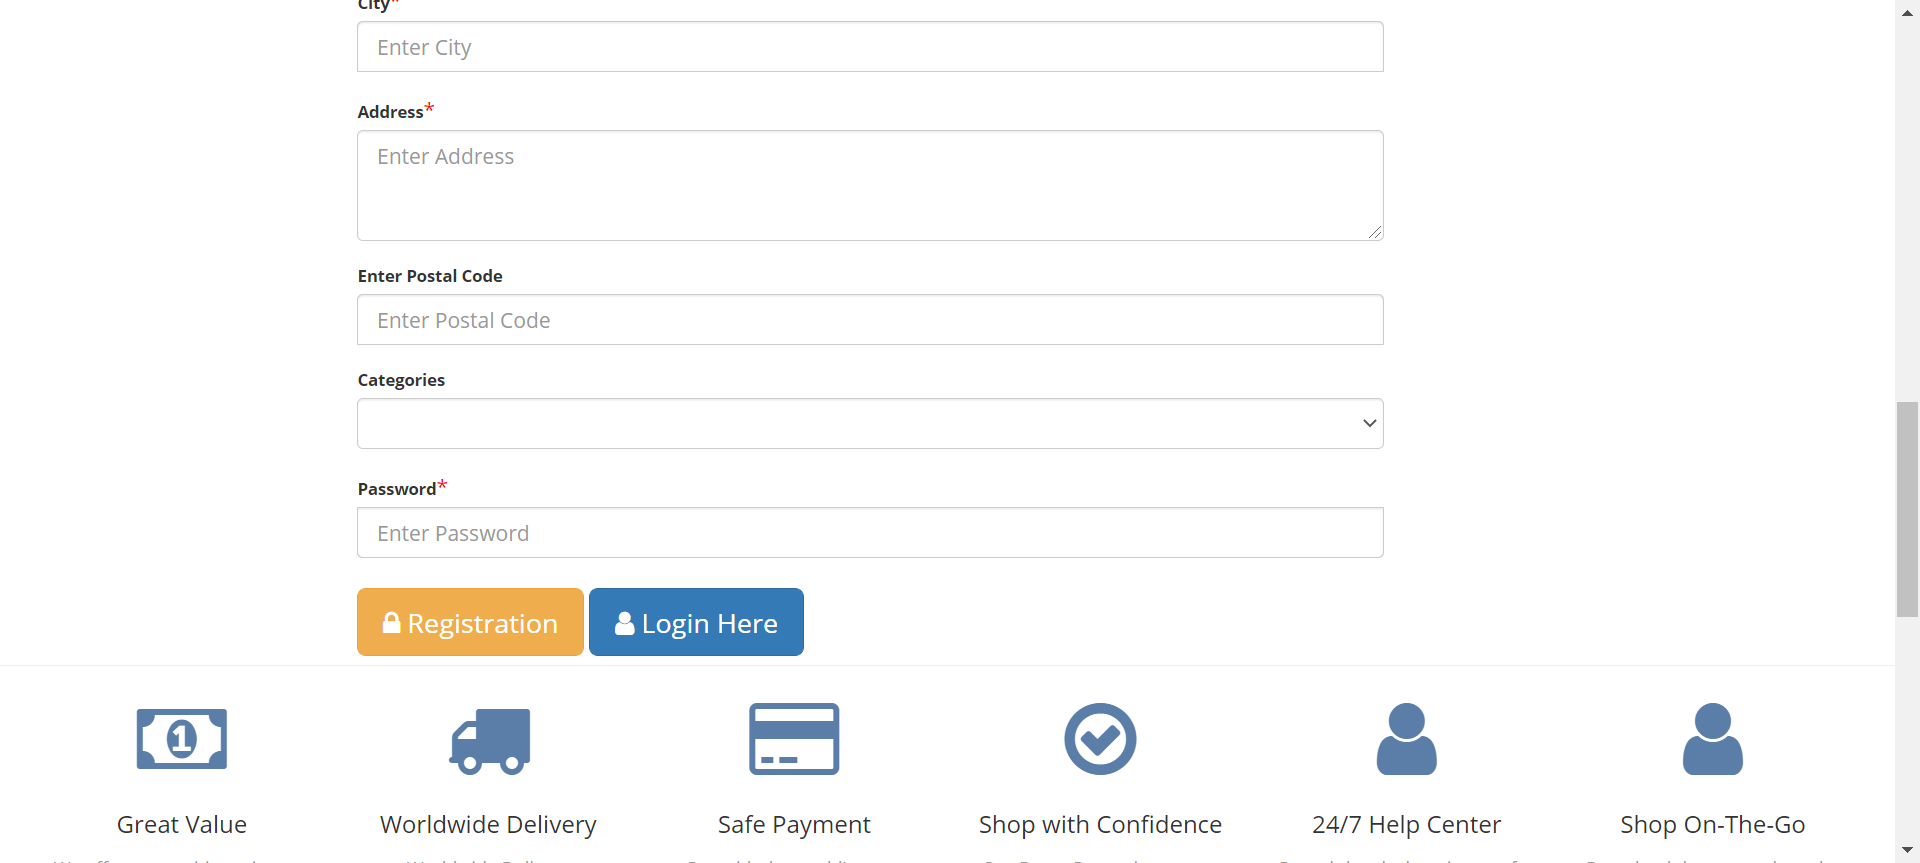 City*
Enter City
Address*
Enter Address
Enter Postal Code
Enter Postal Code
Categories
Password*
Enter Password
Registration Login Here
1
Great Value Worldwide Delivery Safe Payment Shop with Confidence 24/7 Help Center Shop On-The-Go